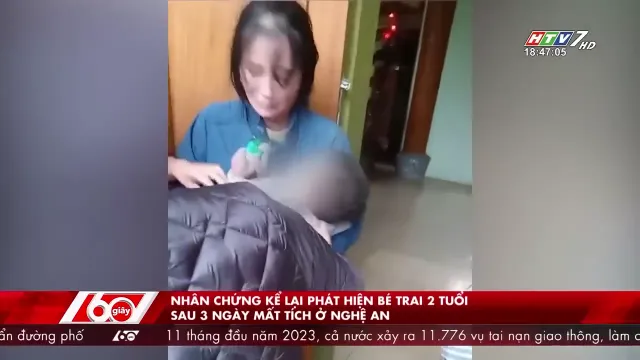 HTV7 HD
18:47:05
NHÂN CHỨNG KỂ LẠI PHÁT HIỆN BÉ TRAI 2 TUỔI
SAU 3 NGÀY MẤT TÍCH Ở NGHỆ AN
60 giây
ẩn đường phố 60 11 tháng đầu năm 2023, cả nước xảy ra 11.776 vụ tai nạn giao thông, làm c